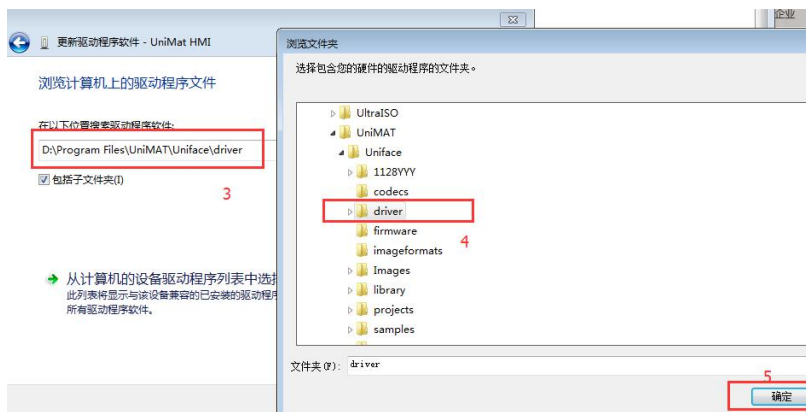 企业
更新驱动程序软件 - UniMat HMI
浏览计算机上的驱动程序文件
在以下位置搜索驱动程序软件:
D:\Program Files\UniMAT\Uniface\driver
包括子文件夹(I)
3
从计算机的设备驱动程序列表中选择
此列表将显示与该设备兼容的已安装的驱动程序
所有驱动程序软件。
浏览文件夹
选择包含您的硬件的驱动程序的文件夹。
UltraISO
UniMAT
Uniface
1128YYY
codecs
driver
firmware
4
imageformats
Images
library
projects
samples
文件夹(F): driver
5
确定